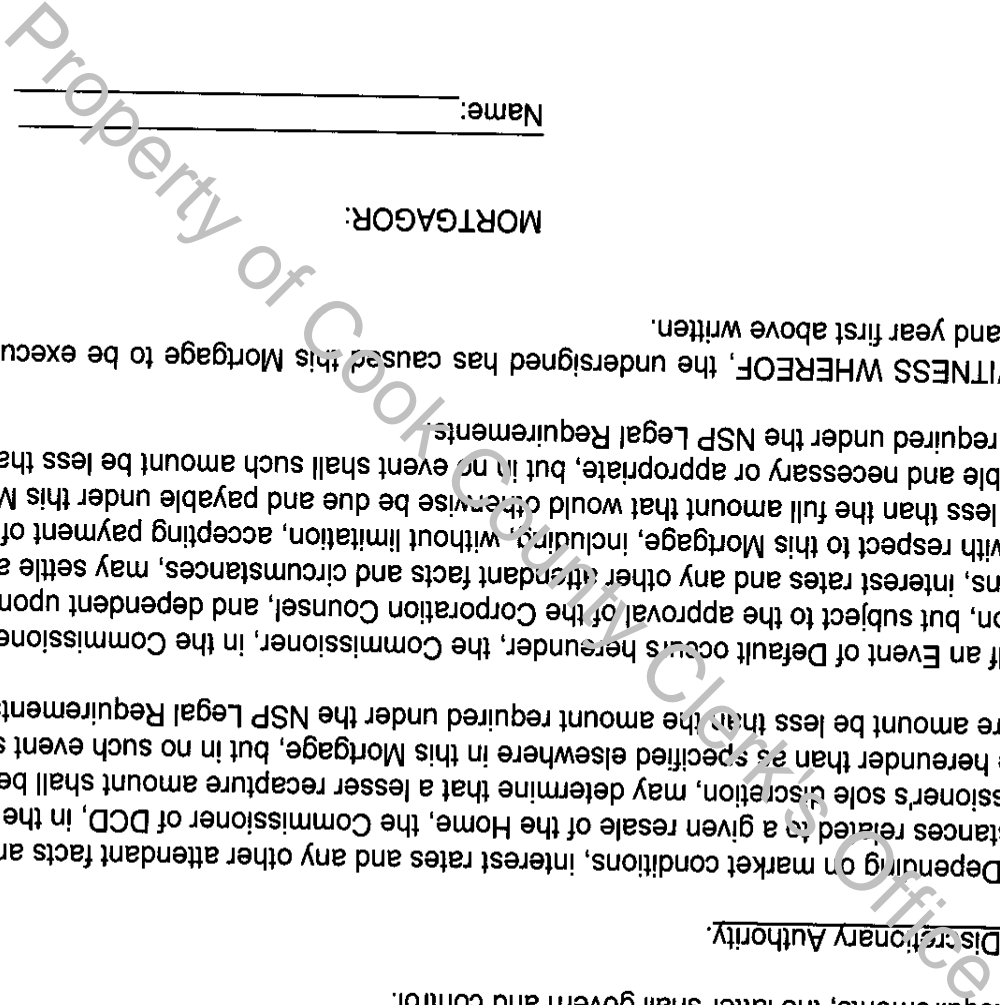 quirements, the latter shall govern and control.
Discretionary Authority.
Depending on market conditions, interest rates and any other attendant facts an
stances related to a given resale of the Home, the Commissioner of DCD, in the
ssioner's sole discretion, may determine that a lesser recapture amount shall be
e hereunder than as specified elsewhere in this Mortgage, but in no such event s
re amount be less than the amount required under the NSP Legal Requirements
If an Event of Default occurs hereunder, the Commissioner, in the Commissione
on, but subject to the approval of the Corporation Counsel, and dependent upon
ns, interest rates and any other attendant facts and circumstances, may settle a
with respect to this Mortgage, including, without limitation, accepting payment of
less than the full amount that would otherwise be due and payable under this M
ble and necessary or appropriate, but in no event shall such amount be less tha
required under the NSP Legal Requirements.
ITNESS WHEREOF, the undersigned has caused this Mortgage to be execu
and year first above written.
MORTGAGOR:
Name:
Property of Cook County Clerk's Office